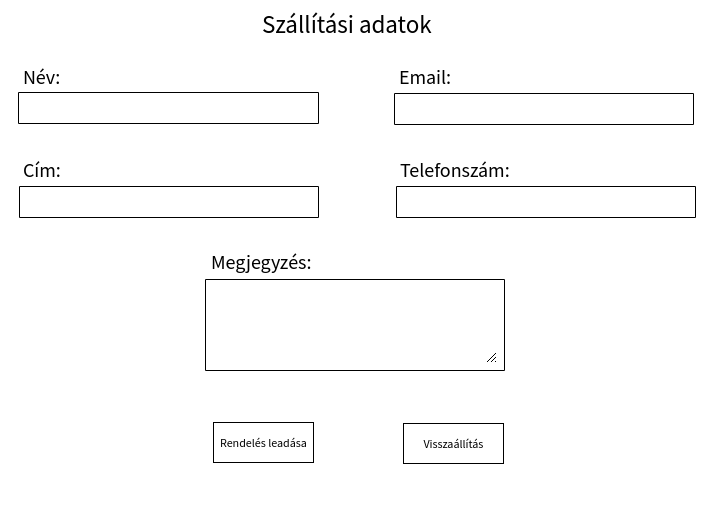 Szállítási adatok
Név:
Email:
Cím:
Telefonszám:
Megjegyzés:
Rendelés leadása
Visszaállítás